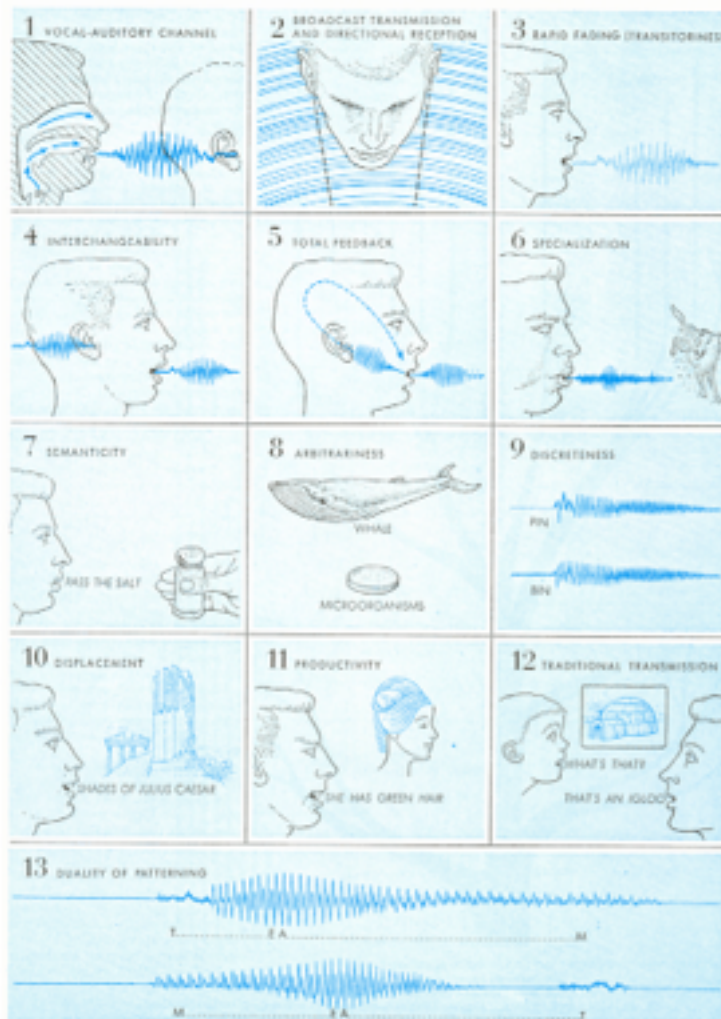 1 VOCAL-AUDITORY CHANNEL
2 BROADCAST TRANSMISSION
AND DIRECTIONAL RECEPTION
3 RAPID FADING (TRANSITORINESS)
4 INTERCHANGEABILITY
5 TOTAL FEEDBACK
6 SPECIALIZATION
7 SEMANTICITY
PASS THE SALT
8 ARBITRARINESS
WHALE
MICROORGANISMS
9 DISCRETENESS
PIN
BIN
10 DISPLACEMENT
SHADES OF JULIUS CAESAR
11 PRODUCTIVITY
SHE HAS GREEN HAIR
12 TRADITIONAL TRANSMISSION
WHAT'S THAT?
THAT'S AN IGLOO
13 DUALITY OF PATTERNING
T EA M
M EA T